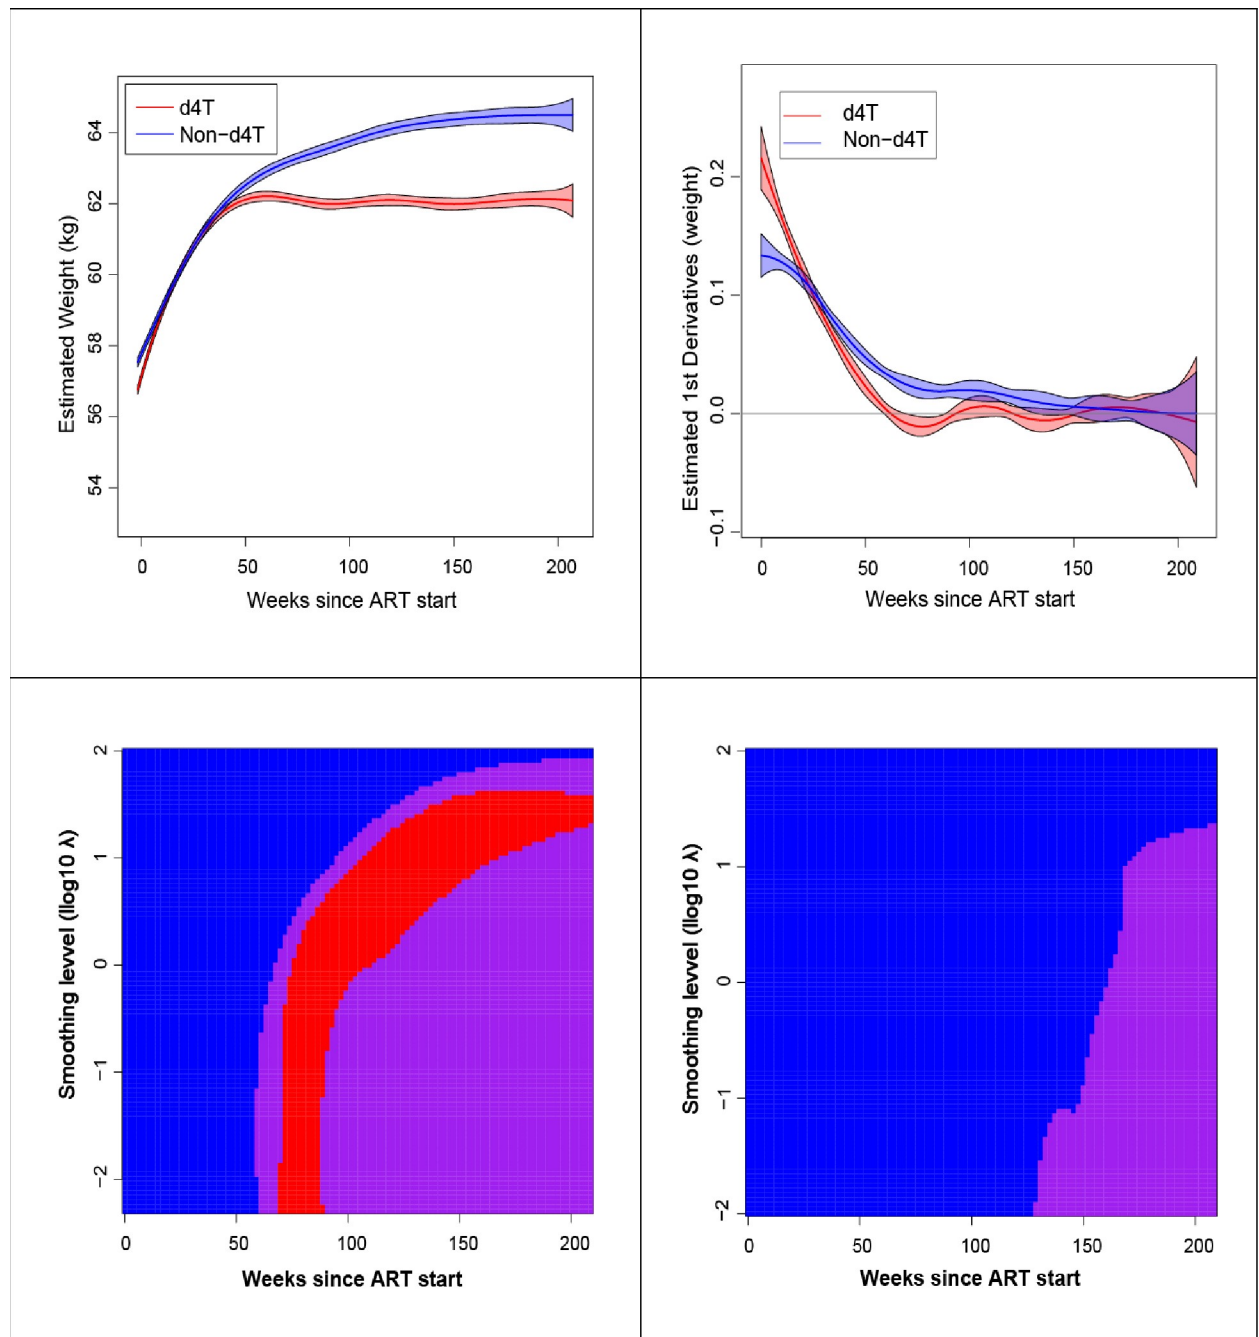 d4T
Non-d4T
Estimated Weight (kg)
64
62
60
58
56
54
0 50 100 150 200
Weeks since ART start
d4T
Non-d4T
Estimated 1st Derivatives (weight)
0.2
0.1
0.0
-0.1
0 50 100 150 200
Weeks since ART start
Smoothing levvel (llog10 λ)
2
1
0
-1
-2
0 50 100 150 200
Weeks since ART start
Smoothing levvel (llog10 λ)
2
1
0
-1
-2
0 50 100 150 200
Weeks since ART start